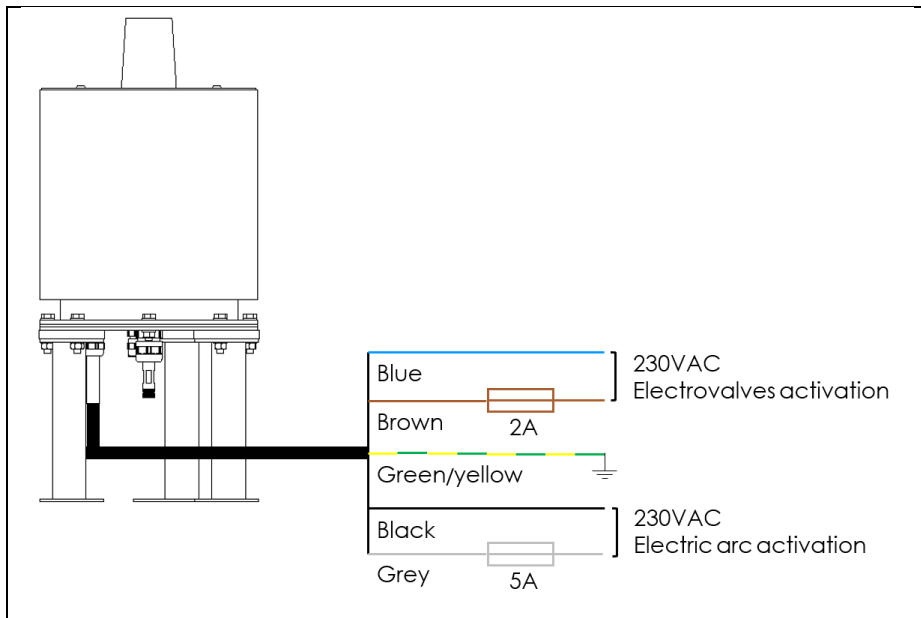 Blue
230VAC
Electrovalves activation
Brown
2A
Green/yellow
Black
230VAC
Electric arc activation
Grey
5A